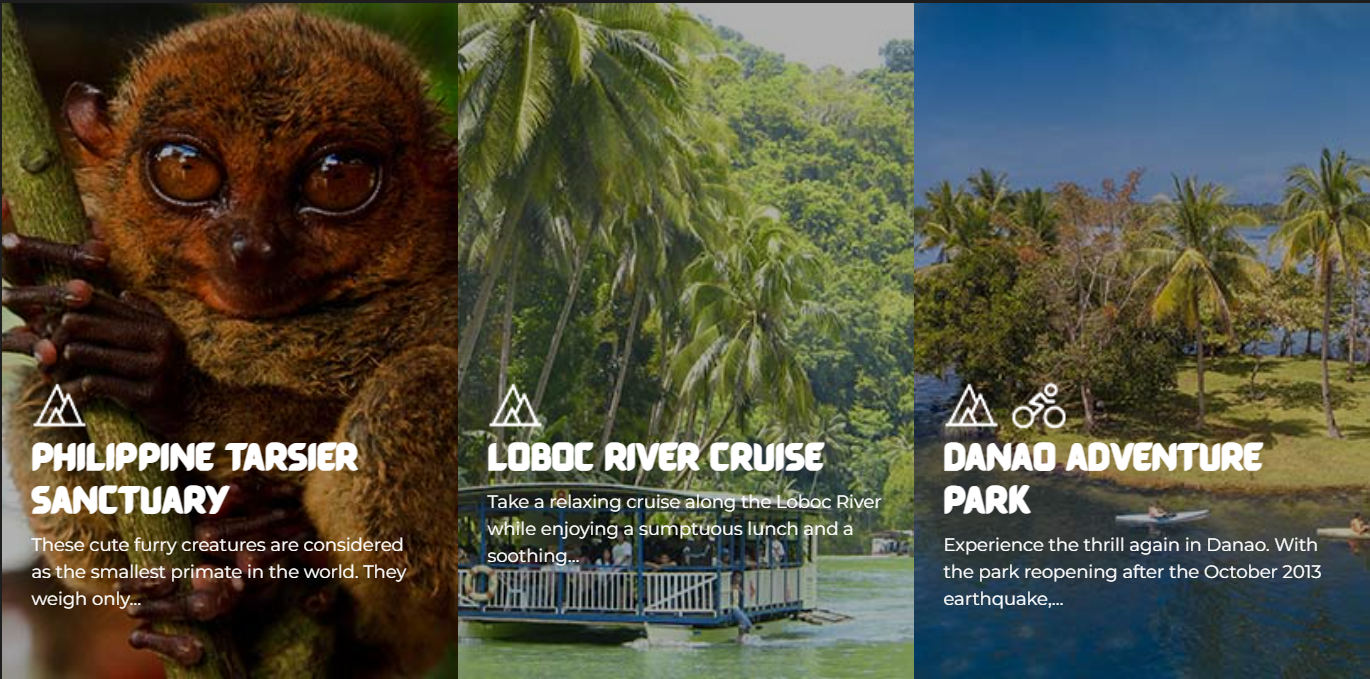 PHILIPPINE TARSIER
SANCTUARY
These cute furry creatures are considered
as the smallest primate in the world. They
weigh only...
LOBOC RIVER CRUISE
Take a relaxing cruise along the Loboc River
while enjoying a sumptuous lunch and a
soothing...
DANAO ADVENTURE
PARK
Experience the thrill again in Danao. With
the park reopening after the October 2013
earthquake,...